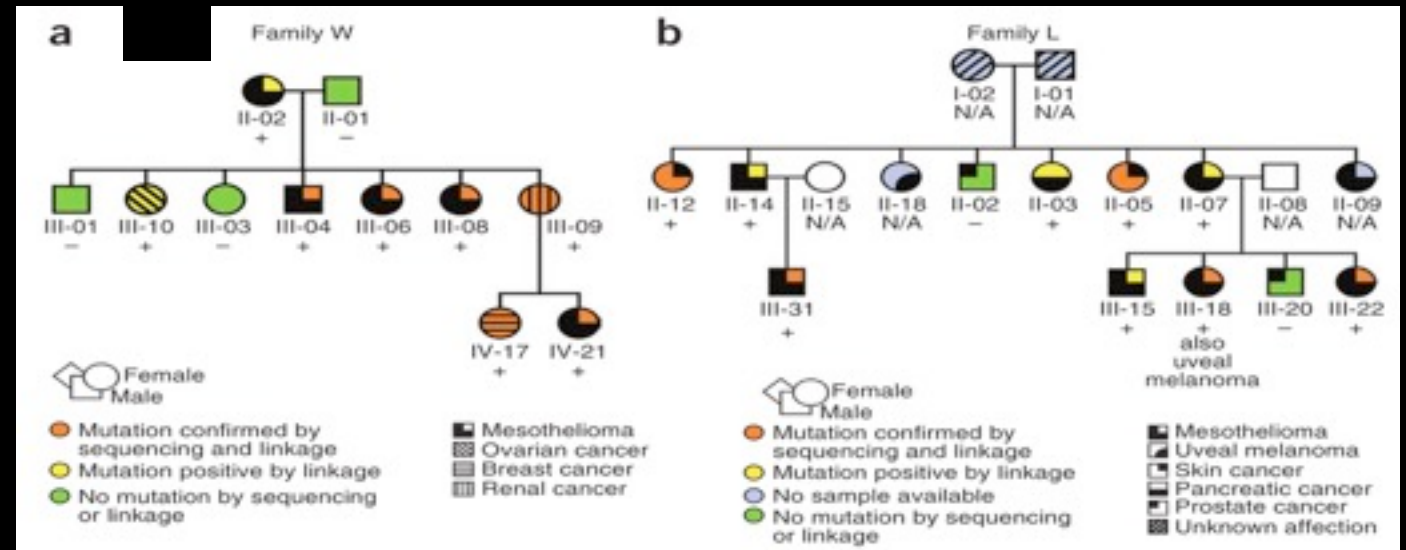 a
Family W
II-02 II-01
+ −
III-01 III-10 III-03 III-04 III-06 III-08 III-09
− + − + + + +
IV-17 IV-21
+ +
Female
Male
Mutation confirmed by
sequencing and linkage
Mutation positive by linkage
No mutation by sequencing
or linkage
Mesothelioma
Ovarian cancer
Breast cancer
Renal cancer
b
Family L
I-02 I-01
N/A N/A
II-12 II-14 II-15 II-18 II-02 II-03 II-05 II-07 II-08 II-09
+ + N/A N/A − + + + N/A N/A
III-31
+
III-15 III-18 III-20 III-22
+ + − +
also
uveal
melanoma
Female
Male
Mutation confirmed by
sequencing and linkage
Mutation positive by linkage
No sample available
No mutation by sequencing
or linkage
Mesothelioma
Uveal melanoma
Skin cancer
Pancreatic cancer
Prostate cancer
Unknown affection